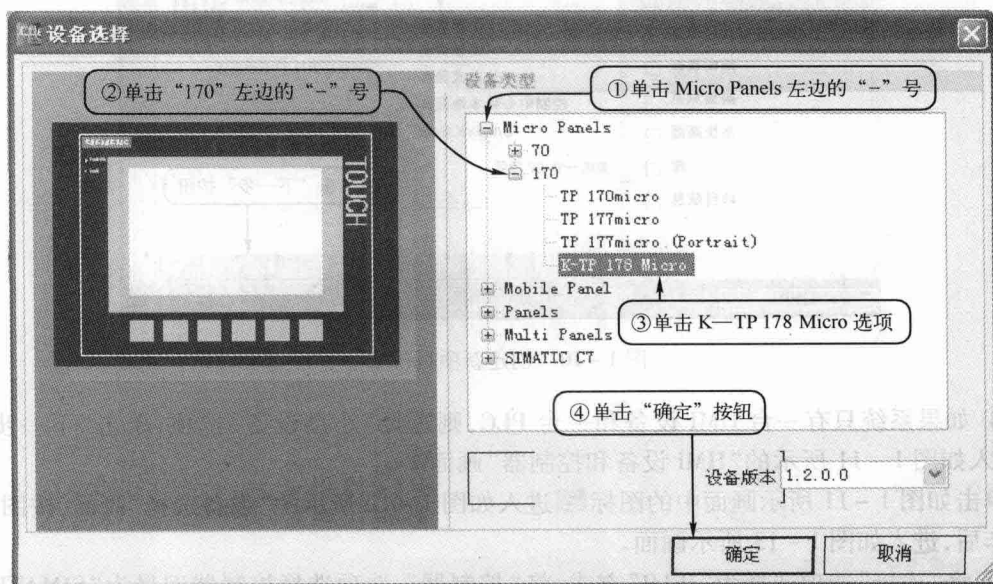 设备选择
设备类型
②单击“170”左边的“-”号
①单击 Micro Panels 左边的“-”号
SIEMENS
TOUCH
Micro Panels
70
170
TP 170micro
TP 177micro
TP 177micro (Portrait)
K-TP 178 Micro
Mobile Panel
Panels
Multi Panels
SIMATIC CT
③单击 K—TP 178 Micro 选项
④单击“确定”按钮
设备版本 1.2.0.0
确定
取消